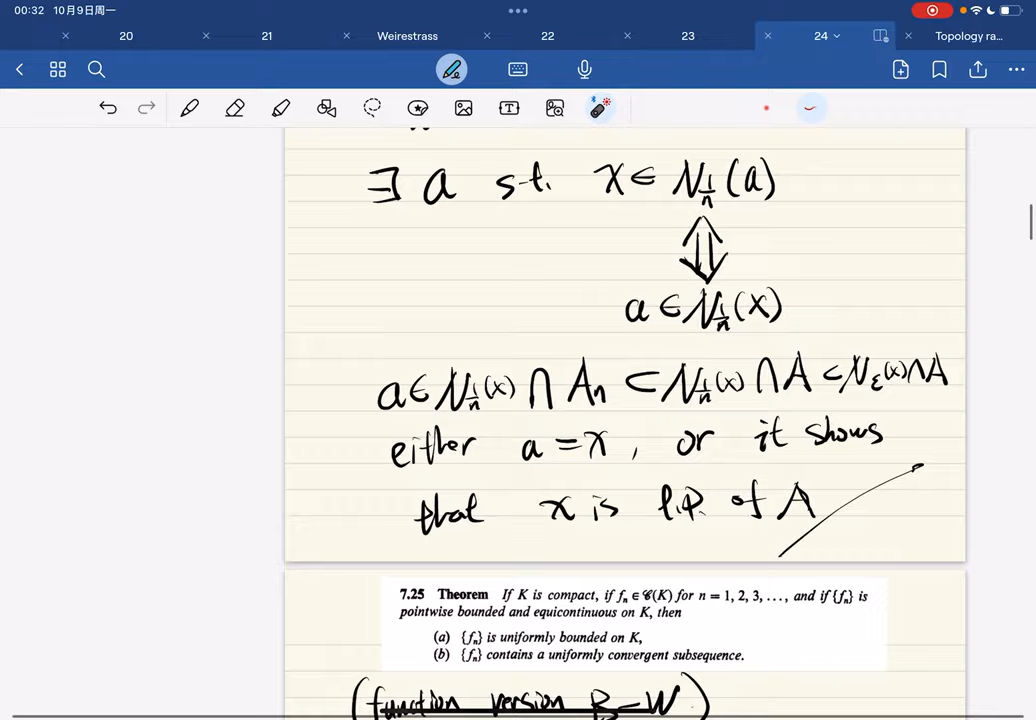 00:32 10月9日周一
20 21 Weirestrass 22 23 24 Topology ra...
∃ a s.t. x ∈ N_{1/n}(a)
⇕
a ∈ N_{1/n}(x)
a ∈ N_{1/n}(x) ∩ A_n ⊂ N_{1/n}(x) ∩ A ⊂ N_ε(x) ∩ A
either a = x, or it shows
that x is l.p. of A
7.25 Theorem If K is compact, if f_n ∈ 𝒞(K) for n = 1, 2, 3, ..., and if {f_n} is
pointwise bounded and equicontinuous on K, then
(a) {f_n} is uniformly bounded on K,
(b) {f_n} contains a uniformly convergent subsequence.
(function version B-W)